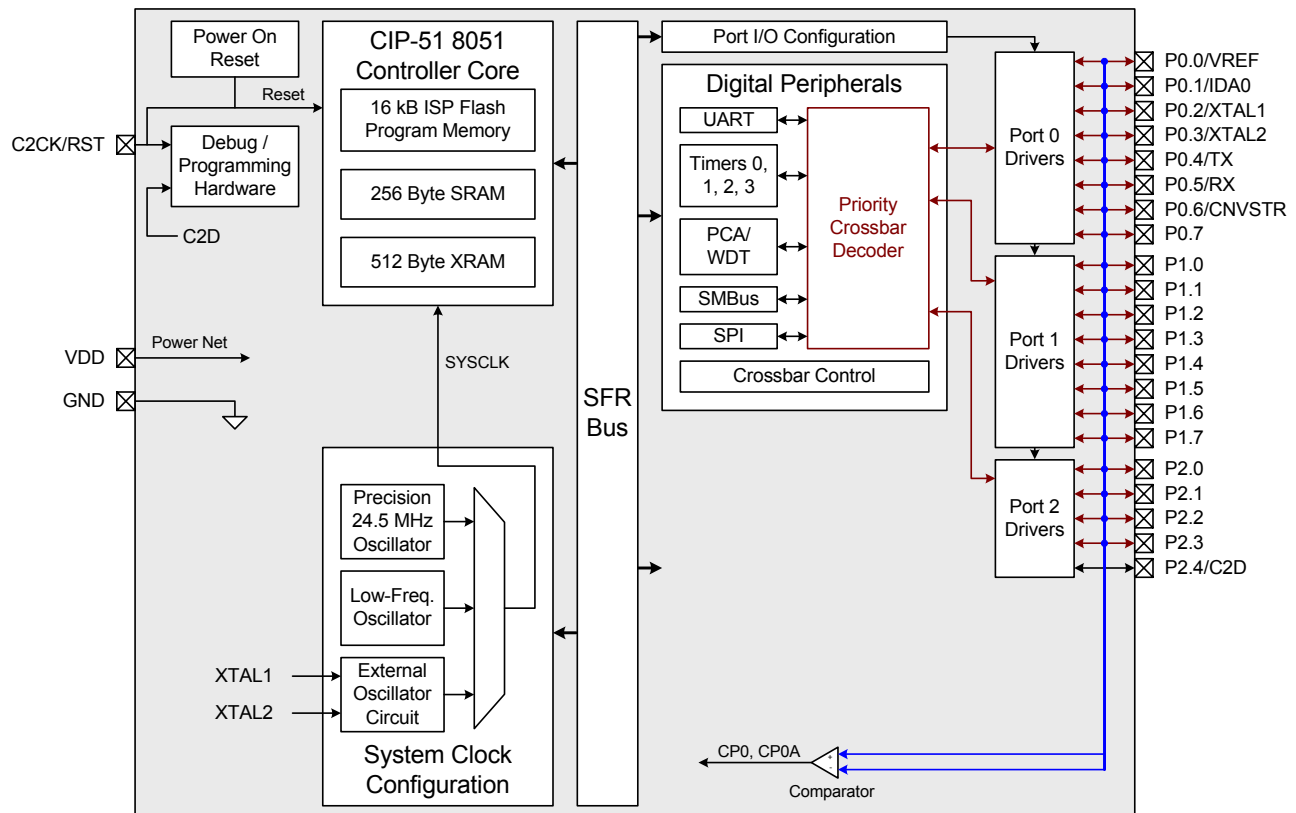 Power On
Reset
Reset
C2CK/RST
Debug /
Programming
Hardware
C2D
VDD
Power Net
GND
CIP-51 8051
Controller Core
16 kB ISP Flash
Program Memory
256 Byte SRAM
512 Byte XRAM
SYSCLK
Precision
24.5 MHz
Oscillator
Low-Freq.
Oscillator
External
Oscillator
Circuit
XTAL1
XTAL2
System Clock
Configuration
SFR
Bus
Port I/O Configuration
Digital Peripherals
UART
Timers 0,
1, 2, 3
PCA/
WDT
SMBus
SPI
Priority
Crossbar
Decoder
Crossbar Control
Port 0
Drivers
Port 1
Drivers
Port 2
Drivers
P0.0/VREF
P0.1/IDA0
P0.2/XTAL1
P0.3/XTAL2
P0.4/TX
P0.5/RX
P0.6/CNVSTR
P0.7
P1.0
P1.1
P1.2
P1.3
P1.4
P1.5
P1.6
P1.7
P2.0
P2.1
P2.2
P2.3
P2.4/C2D
CP0, CP0A
+
-
Comparator